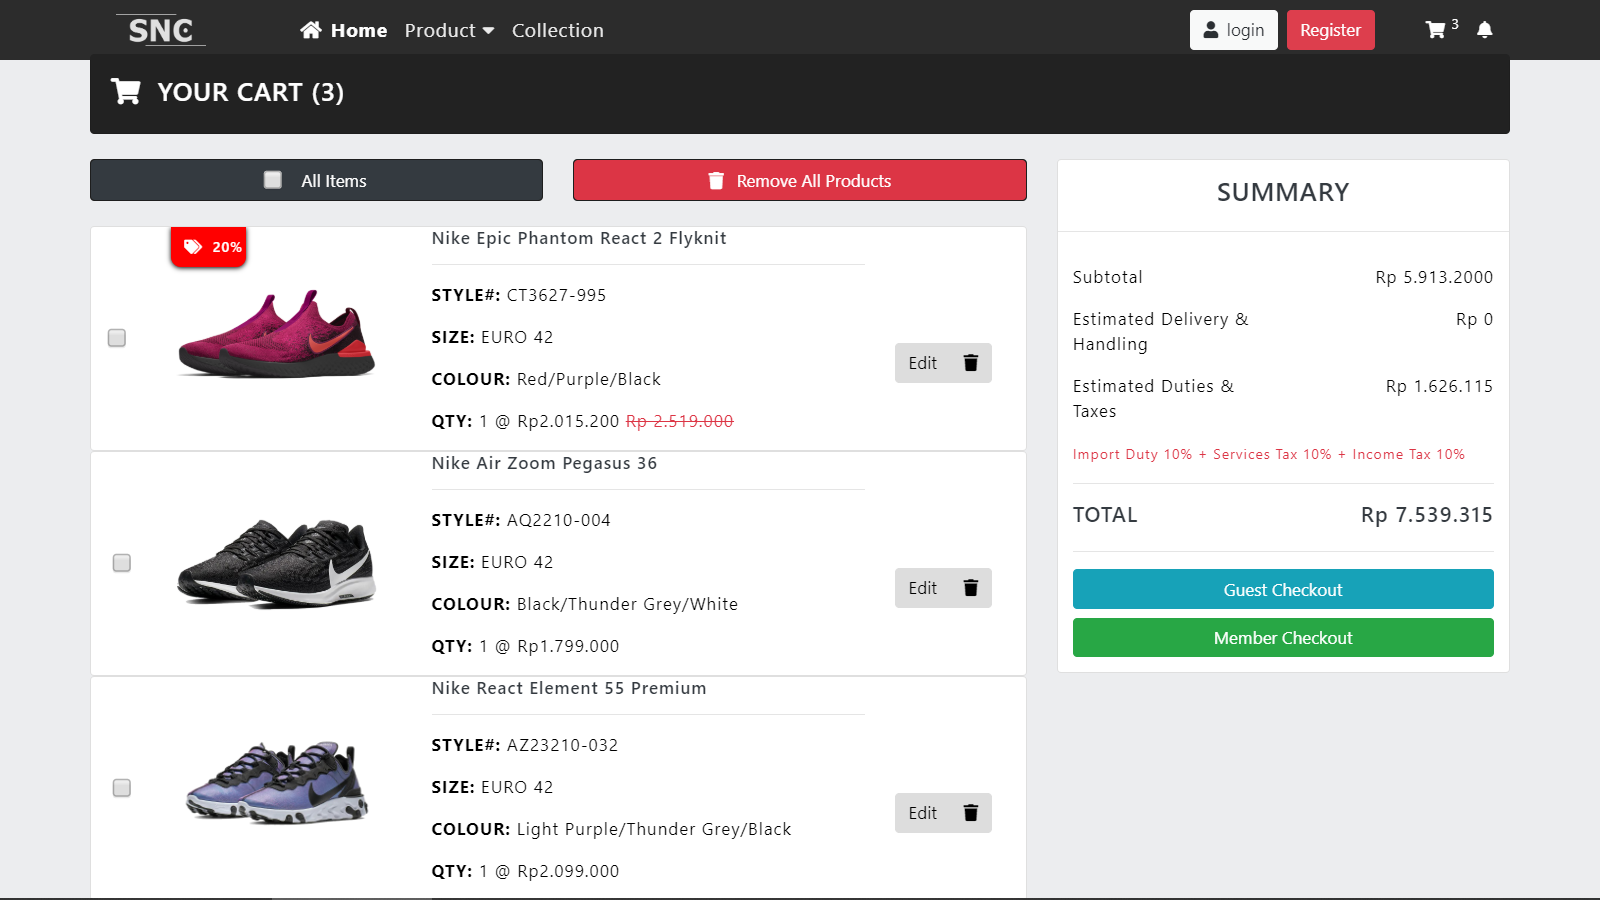 SNC
Home Product Collection login Register 3
YOUR CART (3)
All Items
Remove All Products
20%
Nike Epic Phantom React 2 Flyknit
STYLE#: CT3627-995
SIZE: EURO 42
COLOUR: Red/Purple/Black
QTY: 1 @ Rp2.015.200 Rp 2.519.000
Edit
Nike Air Zoom Pegasus 36
STYLE#: AQ2210-004
SIZE: EURO 42
COLOUR: Black/Thunder Grey/White
QTY: 1 @ Rp1.799.000
Edit
Nike React Element 55 Premium
STYLE#: AZ23210-032
SIZE: EURO 42
COLOUR: Light Purple/Thunder Grey/Black
QTY: 1 @ Rp2.099.000
Edit
SUMMARY
Subtotal Rp 5.913.2000
Estimated Delivery & Rp 0
Handling
Estimated Duties & Rp 1.626.115
Taxes
Import Duty 10% + Services Tax 10% + Income Tax 10%
TOTAL Rp 7.539.315
Guest Checkout
Member Checkout